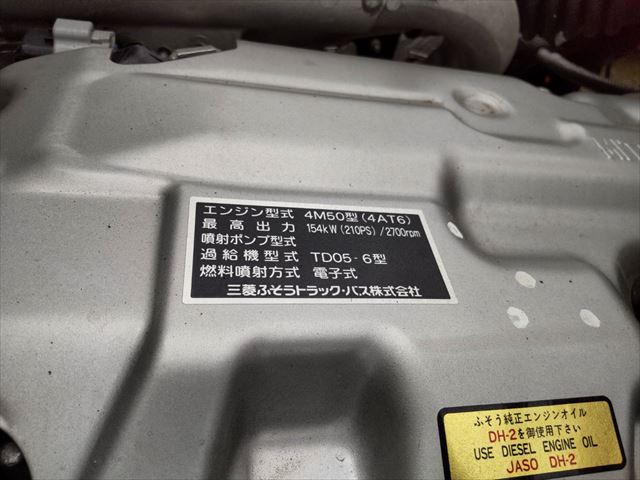 エンジン型式 4M50型(4AT6)
最高出力 154kW(210PS)/2700rpm
噴射ポンプ型式
過給機型式 TD05-6型
燃料噴射方式 電子式
三菱ふそうトラック・バス株式会社
ふそう純正エンジンオイル
DH-2を御使用下さい
USE DIESEL ENGINE OIL
JASO DH-2